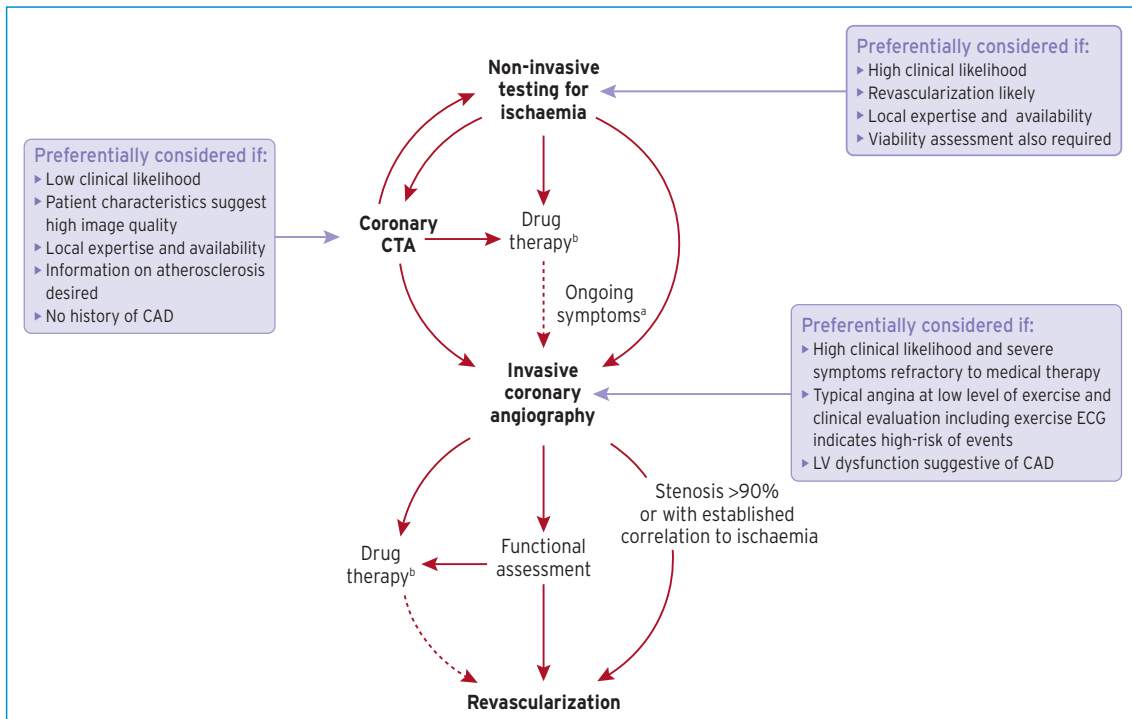 Non-invasive
testing for
ischaemia
Preferentially considered if:
▸ High clinical likelihood
▸ Revascularization likely
▸ Local expertise and availability
▸ Viability assessment also required
Preferentially considered if:
▸ Low clinical likelihood
▸ Patient characteristics suggest
high image quality
▸ Local expertise and availability
▸ Information on atherosclerosis
desired
▸ No history of CAD
Coronary
CTA
Drug
therapyᵇ
Ongoing
symptomsᵃ
Invasive
coronary
angiography
Preferentially considered if:
▸ High clinical likelihood and severe
symptoms refractory to medical therapy
▸ Typical angina at low level of exercise and
clinical evaluation including exercise ECG
indicates high-risk of events
▸ LV dysfunction suggestive of CAD
Stenosis >90%
or with established
correlation to ischaemia
Drug
therapyᵇ
Functional
assessment
Revascularization